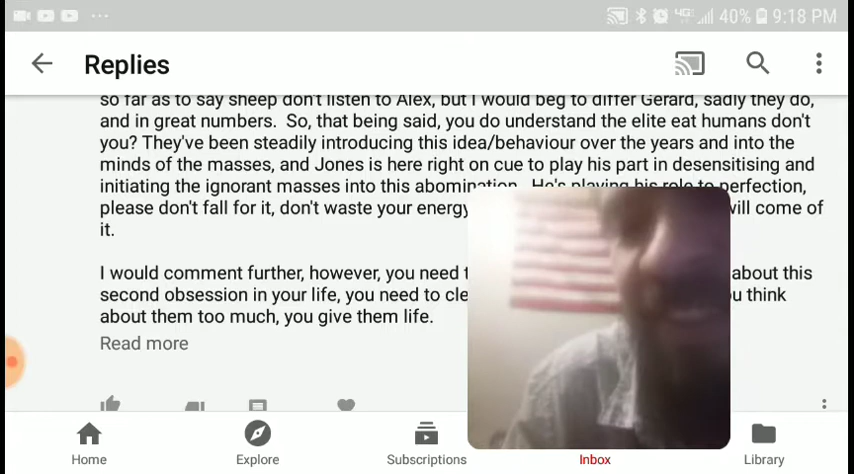 4G 40% 9:18 PM
Replies
so far as to say sheep don't listen to Alex, but I would beg to differ Gerard, sadly they do,
and in great numbers.  So, that being said, you do understand the elite eat humans don't
you? They've been steadily introducing this idea/behaviour over the years and into the
minds of the masses, and Jones is here right on cue to play his part in desensitising and
initiating the ignorant masses into this abomination.  He's playing his role to perfection,
please don't fall for it, don't waste your energy will come of
it.
I would comment further, however, you need about this
second obsession in your life, you need to think
about them too much, you give them life.
Read more
Home
Explore
Subscriptions
Inbox
Library